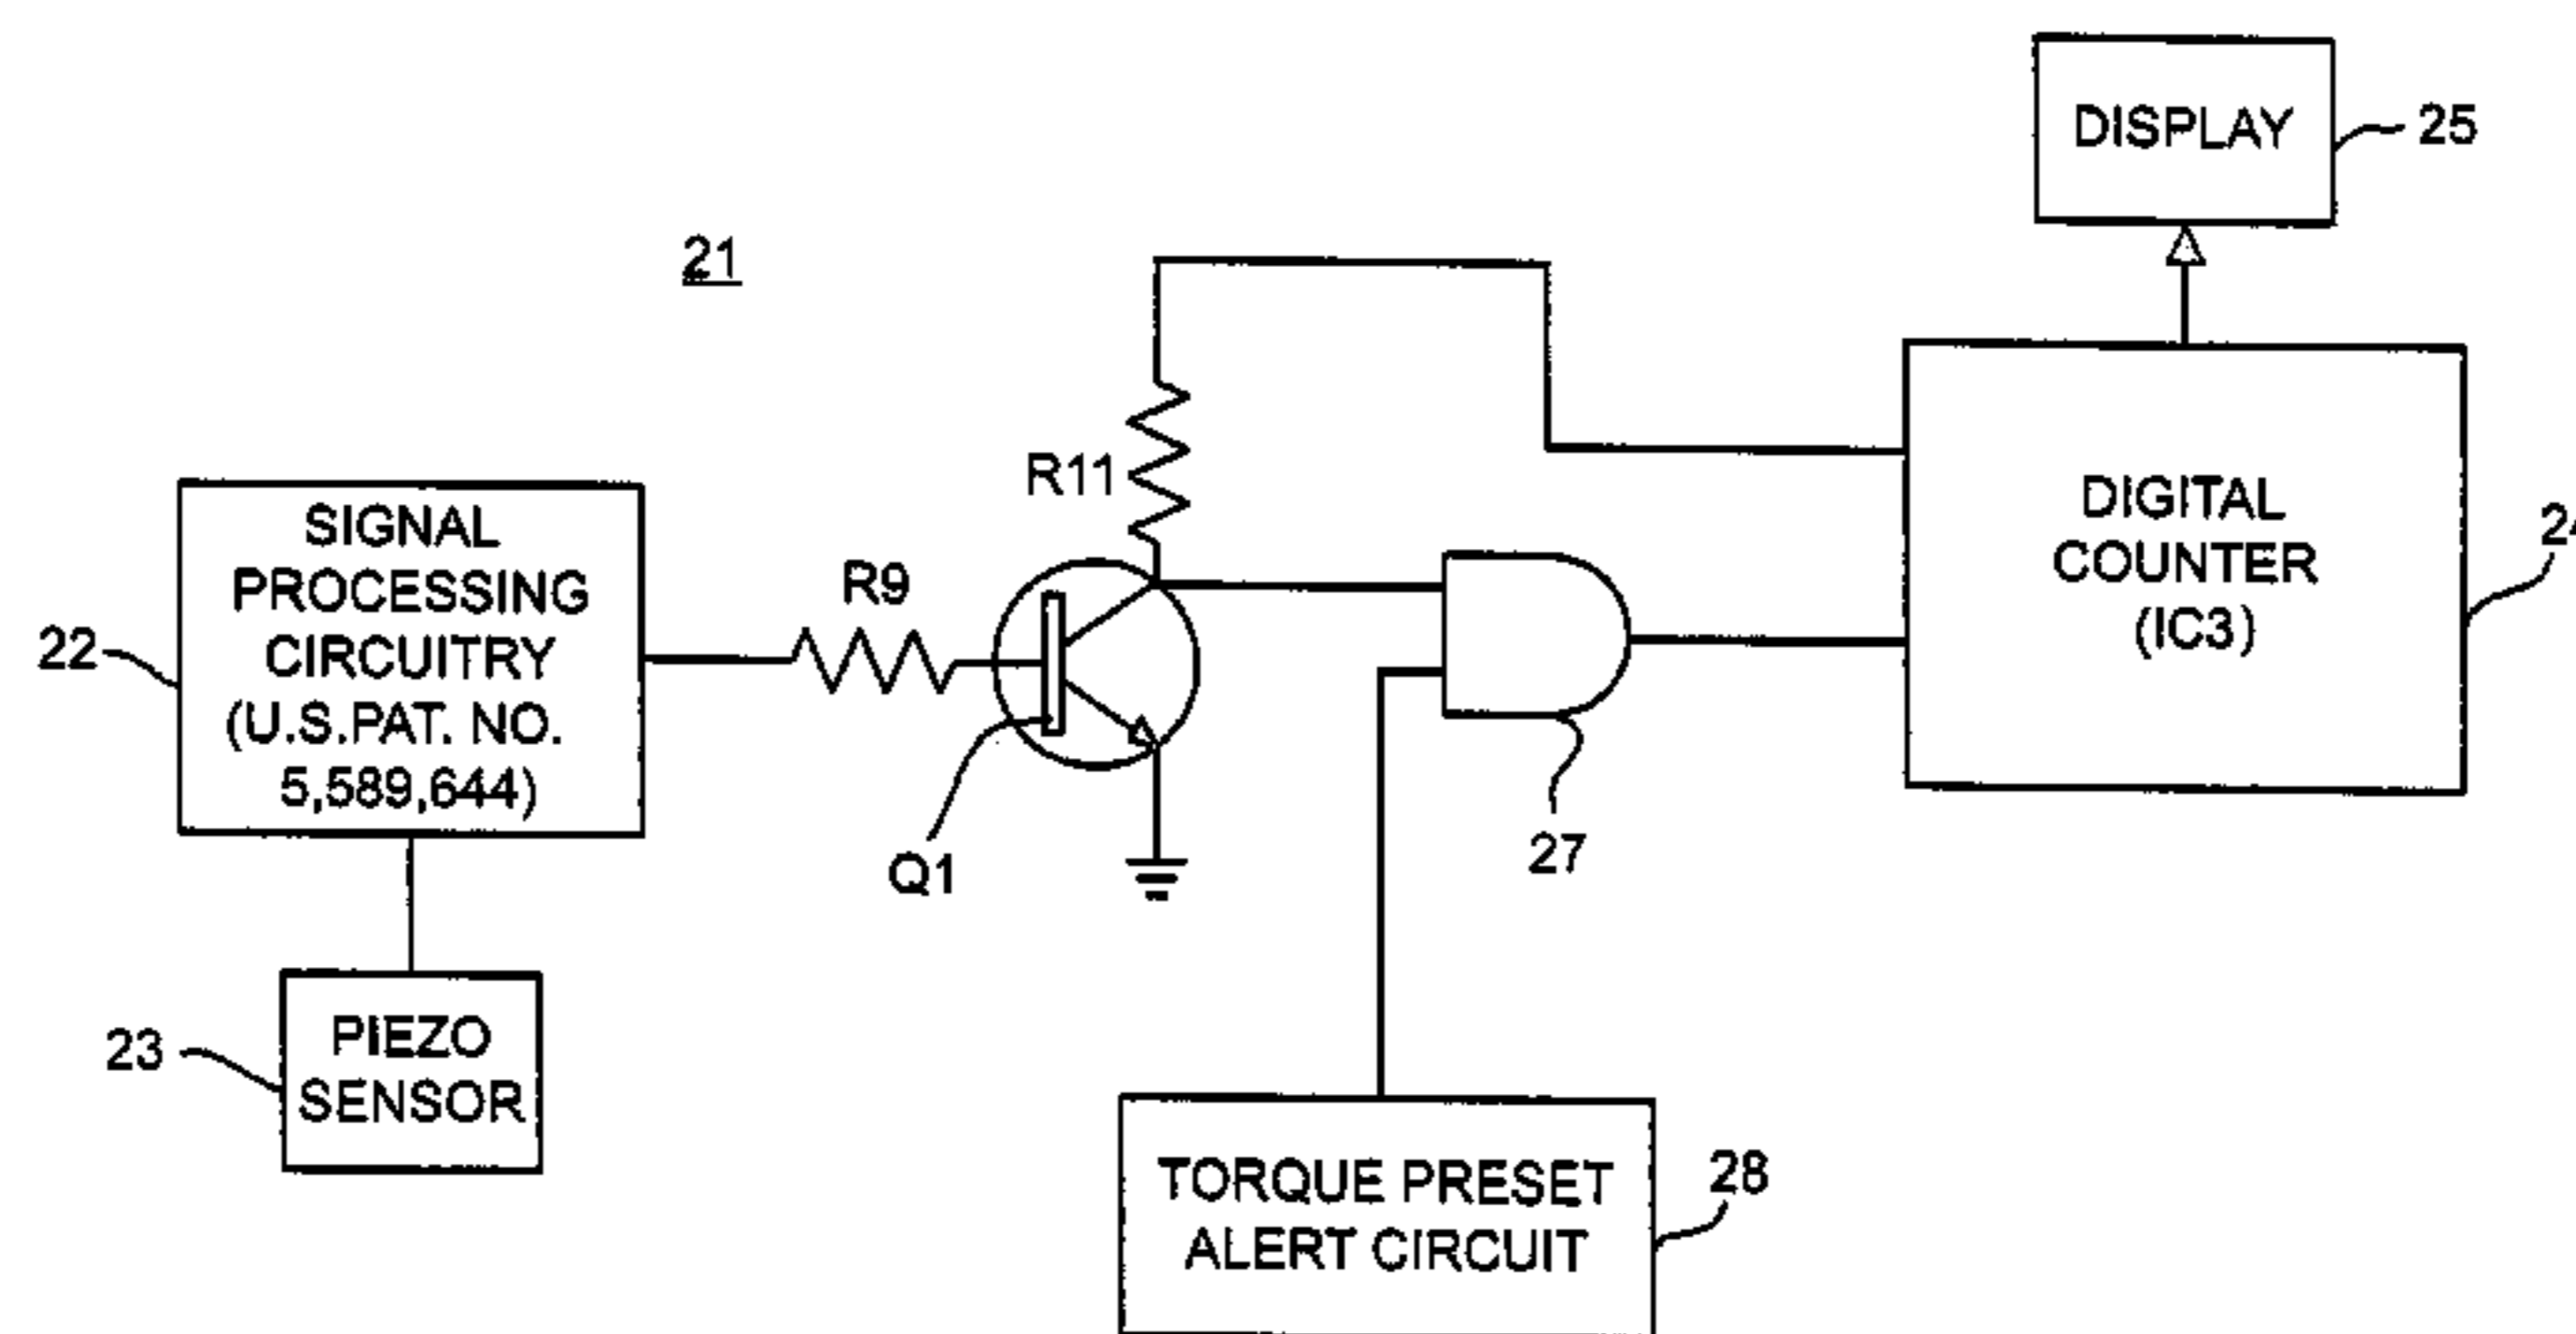 DISPLAY
25
21
DIGITAL
COUNTER
(IC3)
R11
SIGNAL
PROCESSING
CIRCUITRY
(U.S.PAT. NO.
5,589,644)
R9
22
Q1
27
PIEZO
SENSOR
23
TORQUE PRESET
ALERT CIRCUIT
28